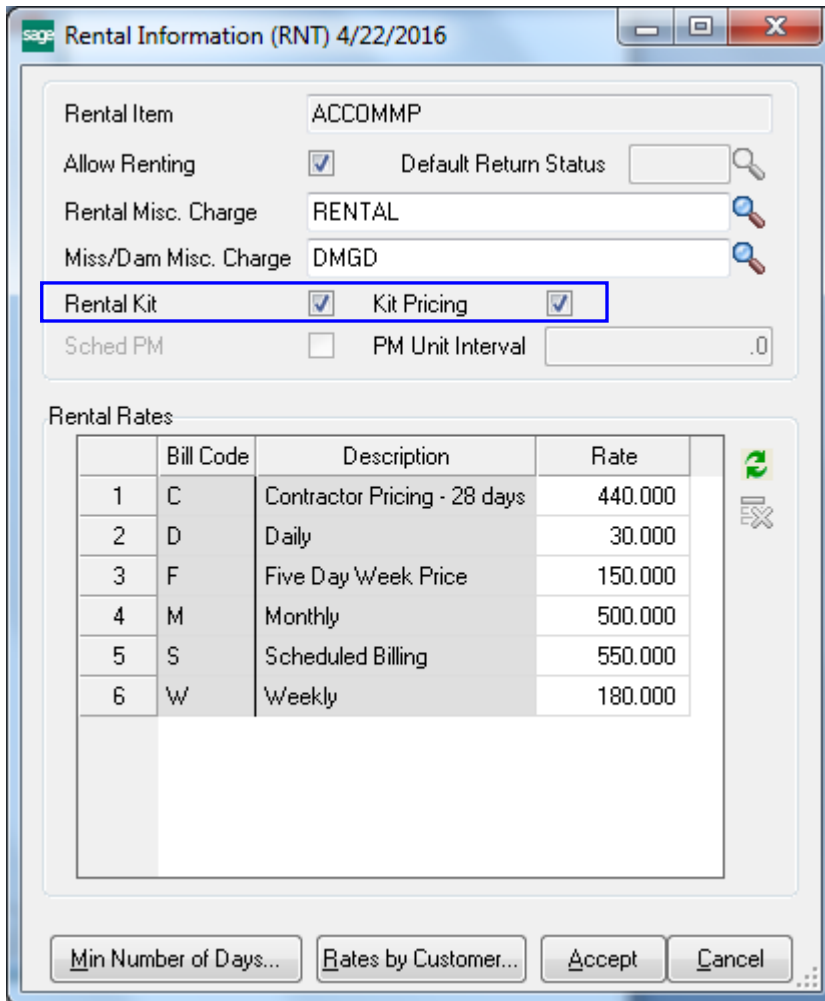 sage Rental Information (RNT) 4/22/2016
Rental Item ACCOMMP
Allow Renting Default Return Status
Rental Misc. Charge RENTAL
Miss/Dam Misc. Charge DMGD
Rental Kit Kit Pricing
Sched PM PM Unit Interval .0
Rental Rates
Bill Code Description Rate
1 C Contractor Pricing - 28 days 440.000
2 D Daily 30.000
3 F Five Day Week Price 150.000
4 M Monthly 500.000
5 S Scheduled Billing 550.000
6 W Weekly 180.000
Min Number of Days... Rates by Customer... Accept Cancel